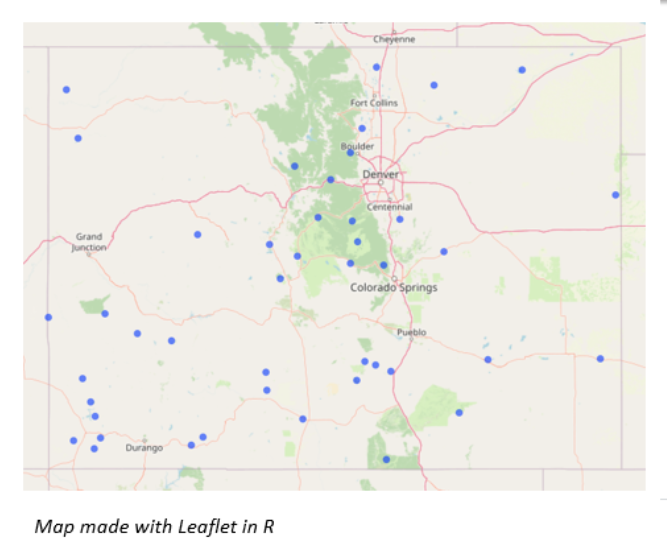 Cheyenne
Fort Collins
Boulder
Denver
Centennial
Grand
Junction
Colorado Springs
Pueblo
Durango
Map made with Leaflet in R